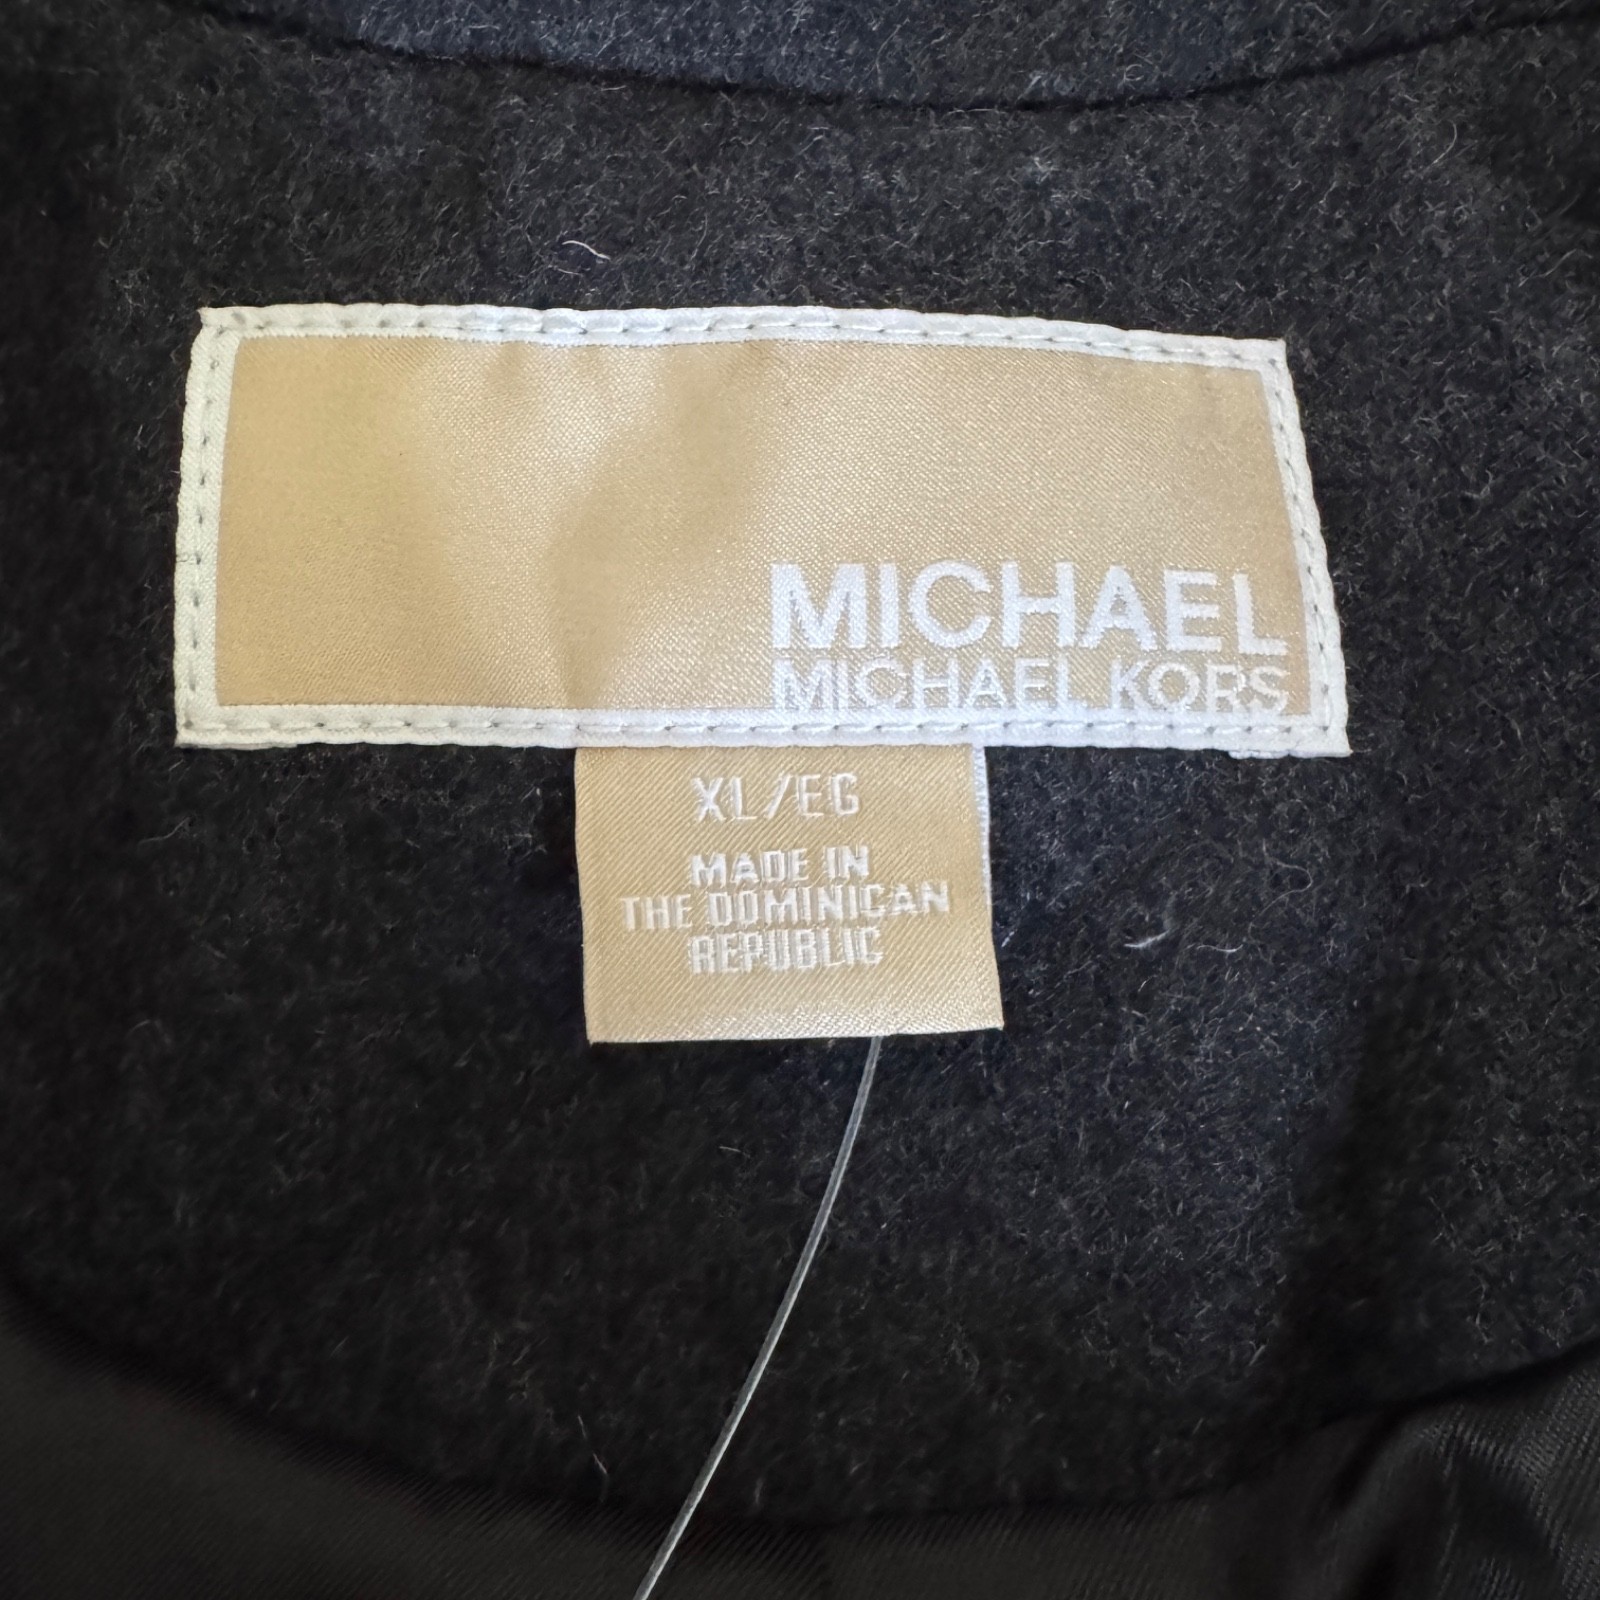 MICHAEL
MICHAEL KORS
XL/EG
MADE IN
THE DOMINICAN
REPUBLIC